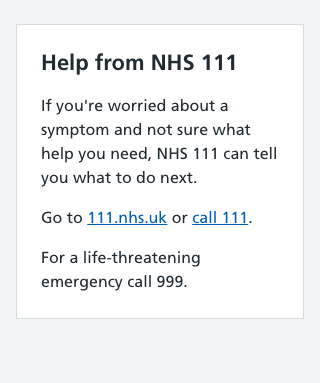 Help from NHS 111
If you're worried about a
symptom and not sure what
help you need, NHS 111 can tell
you what to do next.
Go to 111.nhs.uk or call 111.
For a life-threatening
emergency call 999.